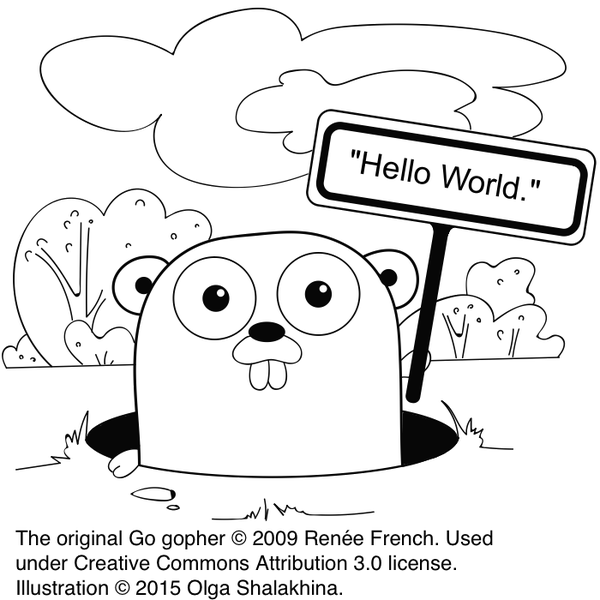 "Hello World."
The original Go gopher © 2009 Renée French. Used
under Creative Commons Attribution 3.0 license.
Illustration © 2015 Olga Shalakhina.